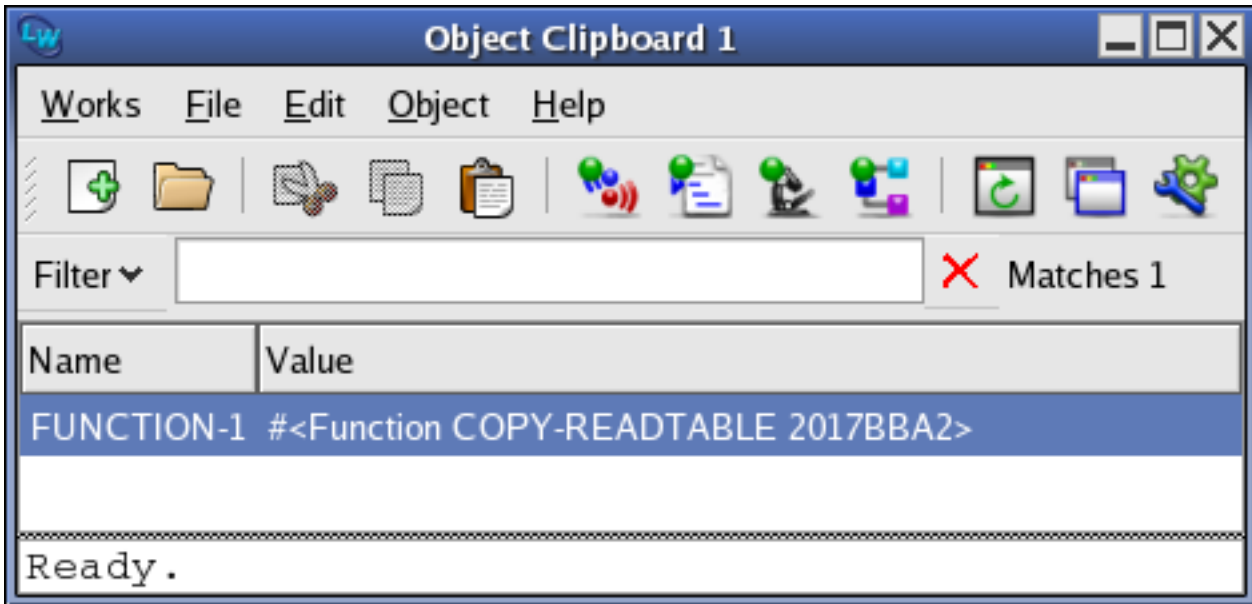 LW Object Clipboard 1
Works File Edit Object Help
Filter Matches 1
Name Value
FUNCTION-1 #<Function COPY-READTABLE 2017BBA2>
Ready.